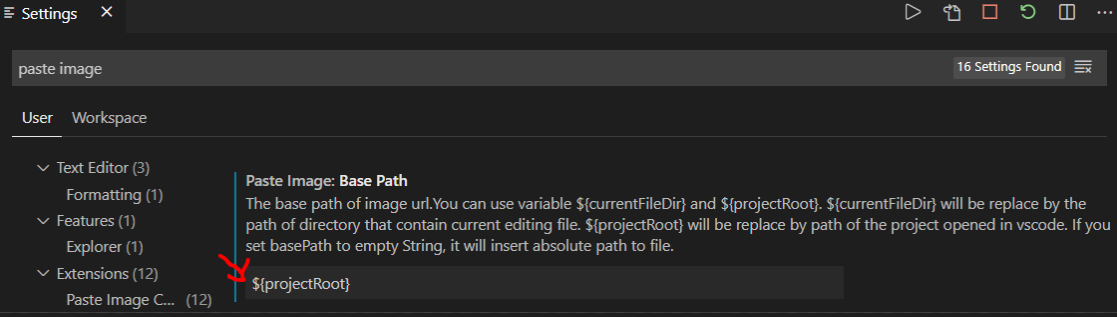 Settings
paste image
16 Settings Found
User Workspace
Text Editor (3)
Formatting (1)
Features (1)
Explorer (1)
Extensions (12)
Paste Image C... (12)
Paste Image: Base Path
The base path of image url.You can use variable ${currentFileDir} and ${projectRoot}. ${currentFileDir} will be replace by the
path of directory that contain current editing file. ${projectRoot} will be replace by path of the project opened in vscode. If you
set basePath to empty String, it will insert absolute path to file.
${projectRoot}